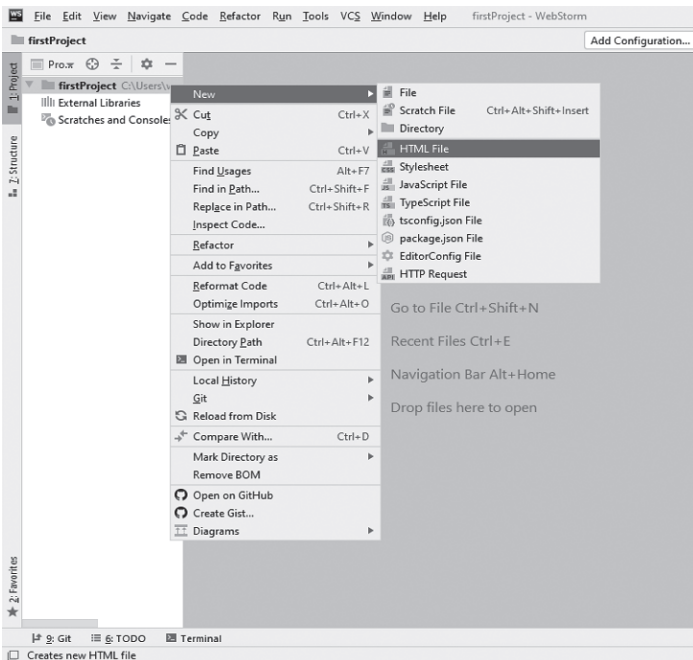 WS File Edit View Navigate Code Refactor Run Tools VCS Window Help firstProject - WebStorm
firstProject
Add Configuration...
1: Project
Pro.
firstProject C:\Users\
External Libraries
Scratches and Console
New
Cut Ctrl+X
Copy
Paste Ctrl+V
Find Usages Alt+F7
Find in Path... Ctrl+Shift+F
Replace in Path... Ctrl+Shift+R
Inspect Code...
Refactor
Add to Favorites
Reformat Code Ctrl+Alt+L
Optimize Imports Ctrl+Alt+O
Show in Explorer
Directory Path Ctrl+Alt+F12
Open in Terminal
Local History
Git
Reload from Disk
Compare With... Ctrl+D
Mark Directory as
Remove BOM
Open on GitHub
Create Gist...
Diagrams
File
Scratch File Ctrl+Alt+Shift+Insert
Directory
HTML File
Stylesheet
JavaScript File
TypeScript File
tsconfig.json File
package.json File
EditorConfig File
API HTTP Request
Go to File Ctrl+Shift+N
Recent Files Ctrl+E
Navigation Bar Alt+Home
Drop files here to open
7: Structure
2: Favorites
9: Git 6: TODO Terminal
Creates new HTML file